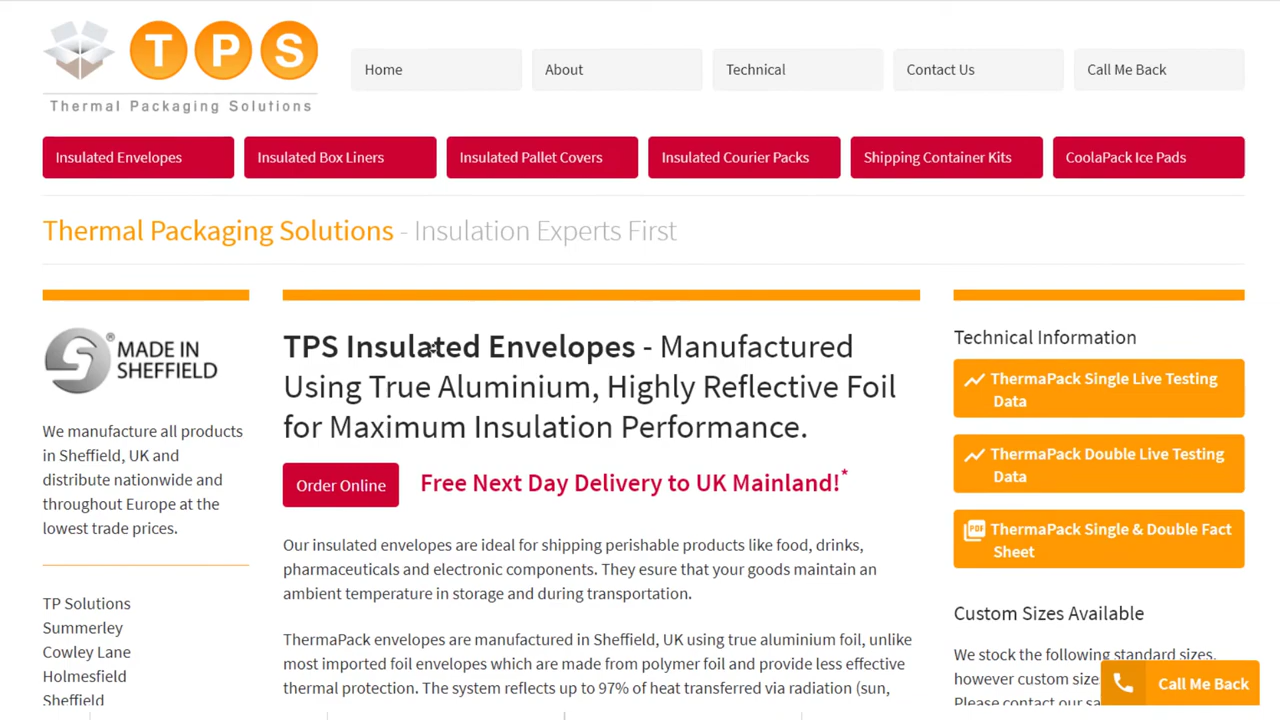 T P S
Thermal Packaging Solutions
Home
About
Technical
Contact Us
Call Me Back
Insulated Envelopes
Insulated Box Liners
Insulated Pallet Covers
Insulated Courier Packs
Shipping Container Kits
CoolaPack Ice Pads
Thermal Packaging Solutions - Insulation Experts First
S®
MADE IN
SHEFFIELD
We manufacture all products
in Sheffield, UK and
distribute nationwide and
throughout Europe at the
lowest trade prices.
TP Solutions
Summerley
Cowley Lane
Holmesfield
Sheffield
TPS Insulated Envelopes - Manufactured
Using True Aluminium, Highly Reflective Foil
for Maximum Insulation Performance.
Order Online
Free Next Day Delivery to UK Mainland!*
Our insulated envelopes are ideal for shipping perishable products like food, drinks,
pharmaceuticals and electronic components. They esure that your goods maintain an
ambient temperature in storage and during transportation.
ThermaPack envelopes are manufactured in Sheffield, UK using true aluminium foil, unlike
most imported foil envelopes which are made from polymer foil and provide less effective
thermal protection. The system reflects up to 97% of heat transferred via radiation (sun,
Technical Information
ThermaPack Single Live Testing
Data
ThermaPack Double Live Testing
Data
PDF
ThermaPack Single & Double Fact
Sheet
Custom Sizes Available
We stock the following standard sizes,
however custom size
Please contact our sa
Call Me Back